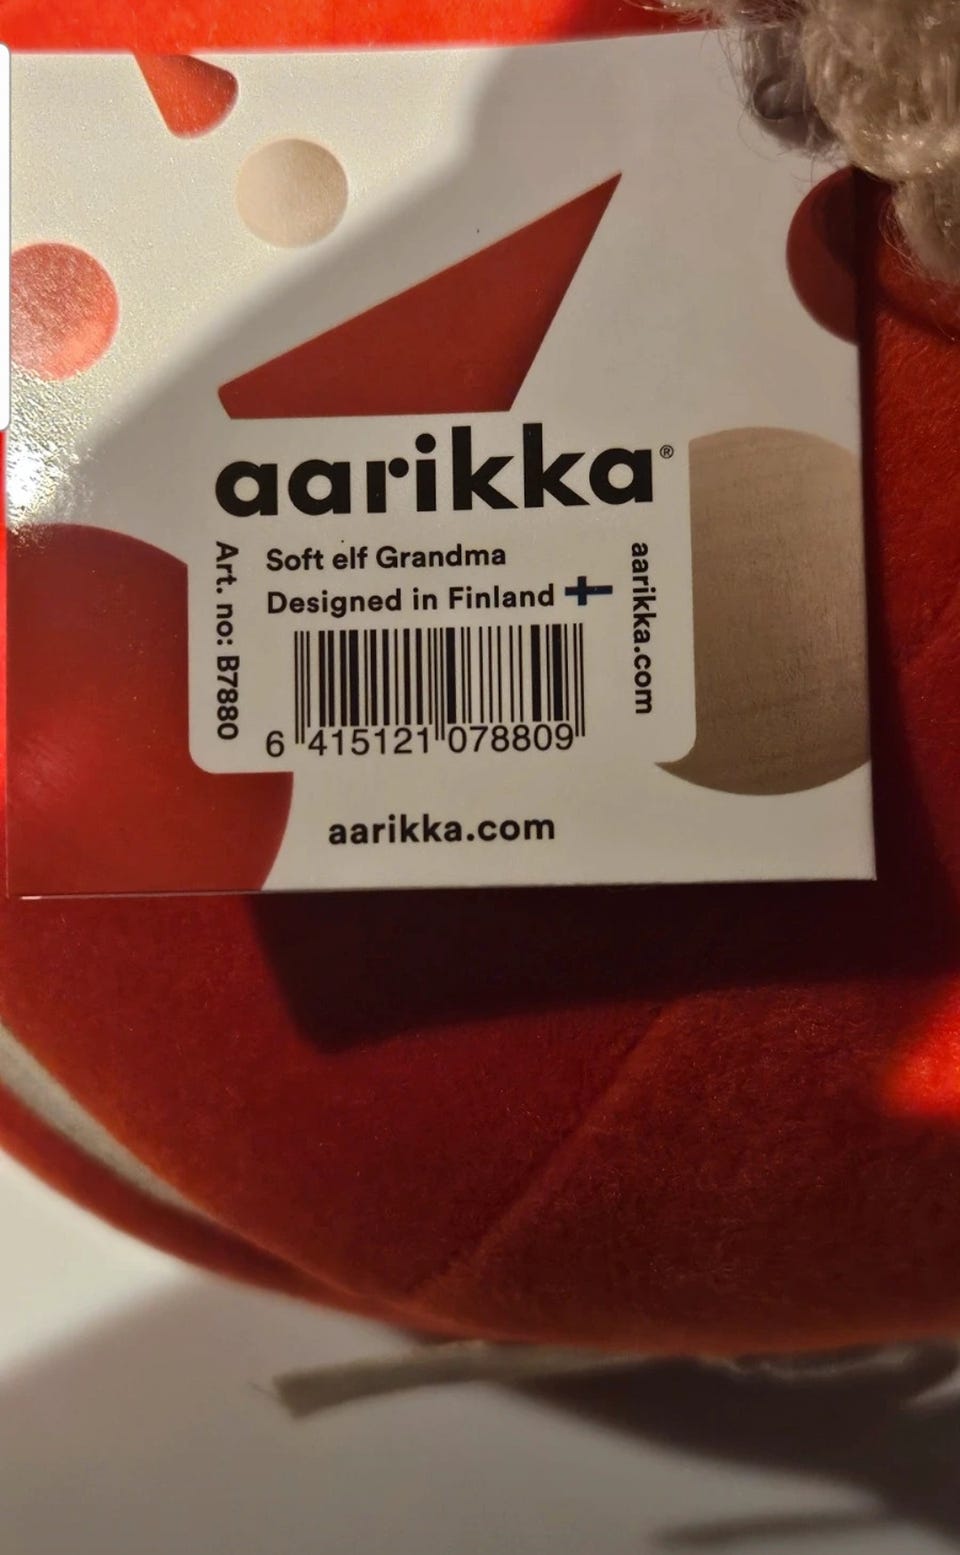 aarikka®
Soft elf Grandma
Designed in Finland
Art. no: B7880
aarikka.com
6 415121 078809
aarikka.com